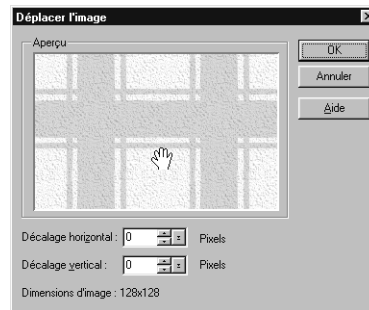 Déplacer l'image
Aperçu
OK
Annuler
Aide
Décalage horizontal : 0 Pixels
Décalage vertical : 0 Pixels
Dimensions d'image : 128x128